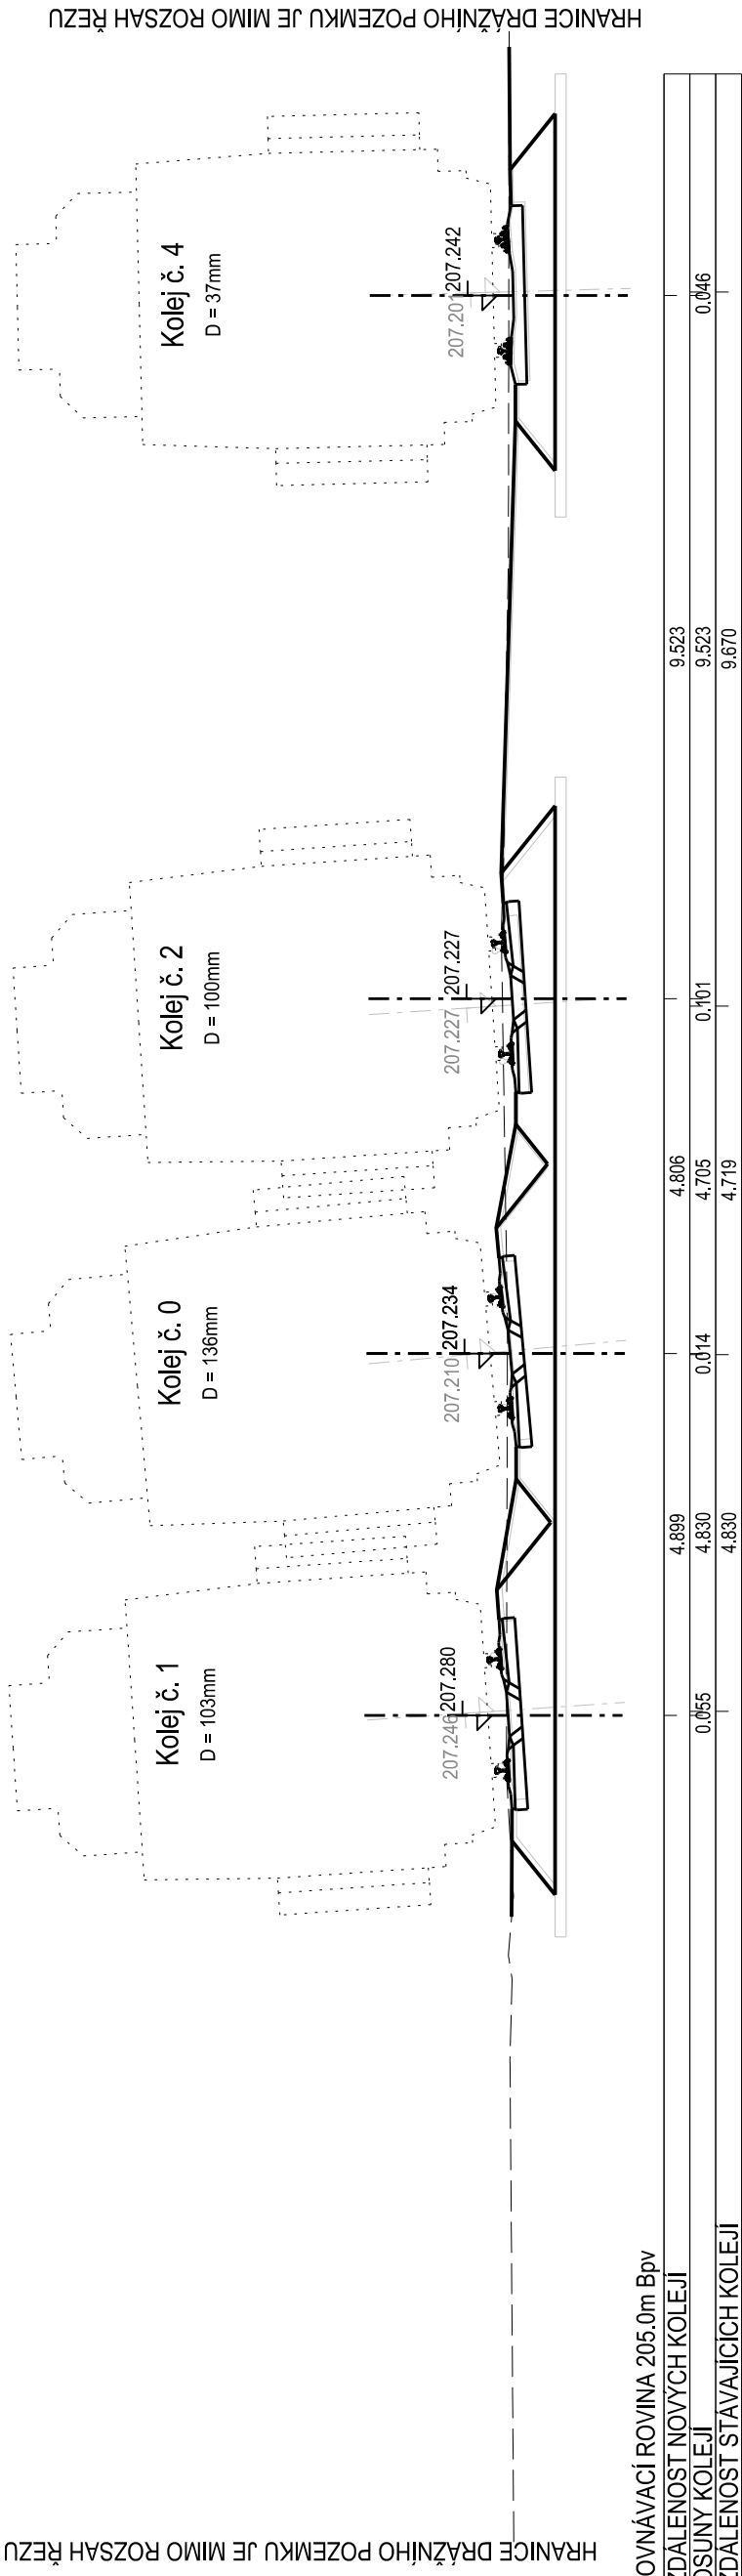 HRANICE DRÁŽNÍHO POZEMKU JE MIMO ROZSAH ŘEZU
Kolej č. 1
D = 103mm
207.246
207.280
Kolej č. 0
D = 136mm
207.210
207.234
Kolej č. 2
D = 100mm
207.227
207.227
Kolej č. 4
D = 37mm
207.201
207.242
HRANICE DRÁŽNÍHO POZEMKU JE MIMO ROZSAH ŘEZU
OVNÁVACÍ ROVINA 205.0m Bpv
ZDÁLENOST NOVÝCH KOLEJÍ 4.899 4.806 9.523
OSUNY KOLEJÍ 0.055 4.830 0.014 4.705 0.101 9.523 0.046
ZDÁLENOST STÁVAJÍCÍCH KOLEJÍ 4.830 4.719 9.670